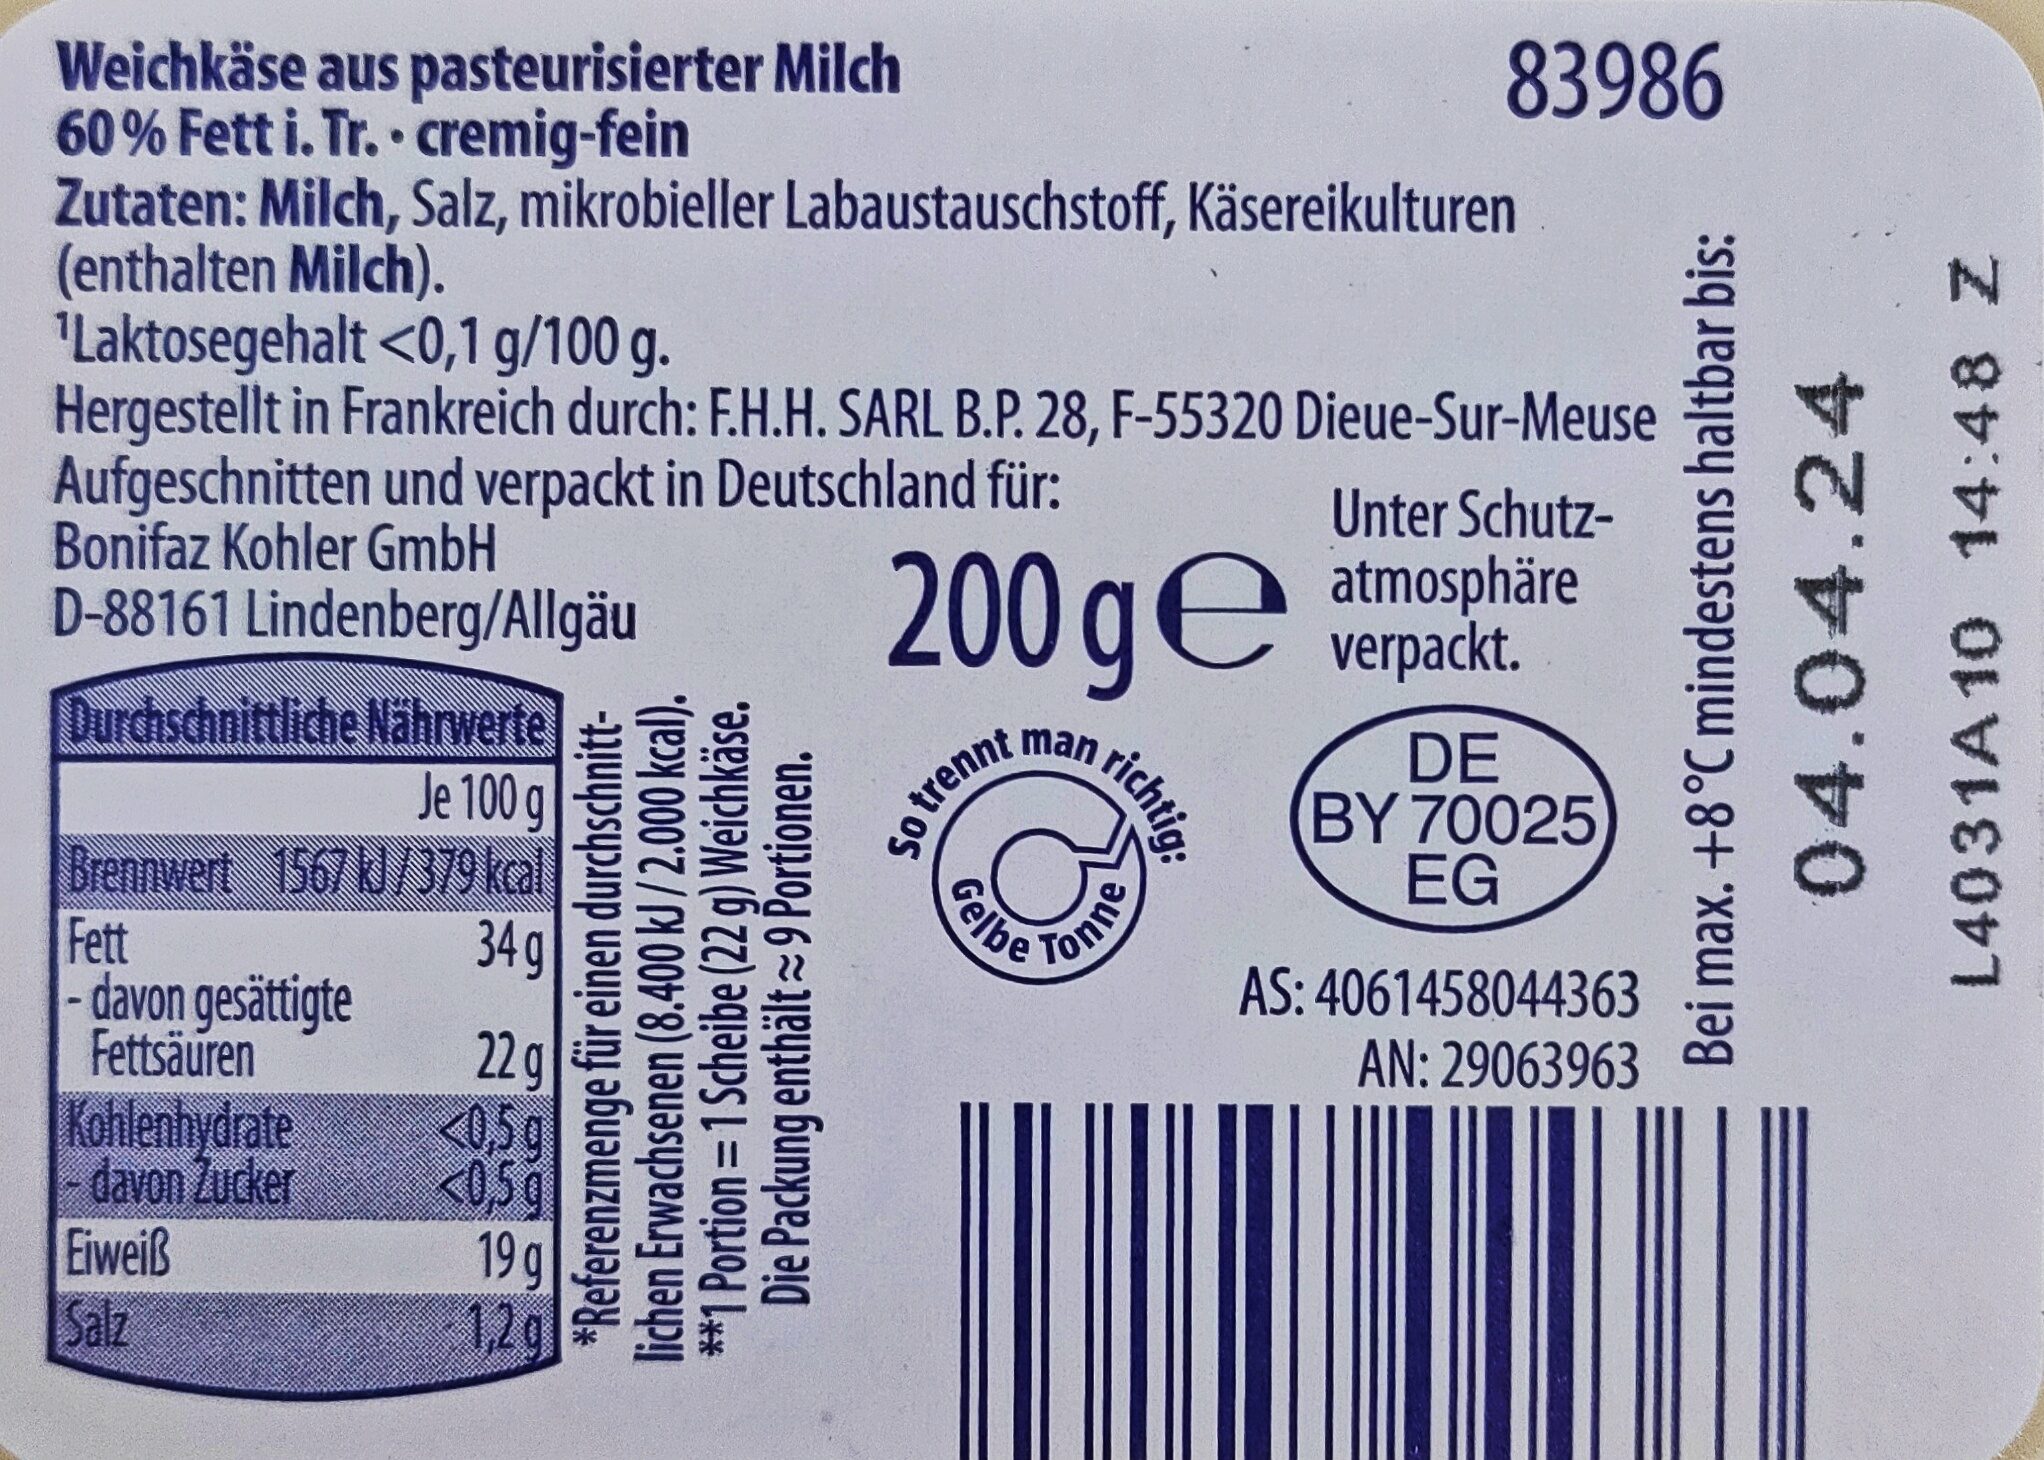 Weichkäse aus pasteurisierter Milch
60 % Fett i. Tr. • cremig-fein
Zutaten: Milch, Salz, mikrobieller Labaustauschstoff, Käsereikulturen
(enthalten Milch).
¹Laktosegehalt <0,1 g/100 g.
Hergestellt in Frankreich durch: F.H.H. SARL B.P. 28, F-55320 Dieue-Sur-Meuse
Aufgeschnitten und verpackt in Deutschland für:
Bonifaz Kohler GmbH
D-88161 Lindenberg/Allgäu
83986
200 g e
Unter Schutz-
atmosphäre
verpackt.
Durchschnittliche Nährwerte
Je 100 g
Brennwert 1567 kJ / 379 kcal
Fett 34 g
- davon gesättigte
Fettsäuren 22 g
Kohlenhydrate <0,5 g
- davon Zucker <0,5 g
Eiweiß 19 g
Salz 1,2 g
*Referenzmenge für einen durchschnitt-
lichen Erwachsenen (8.400 kJ / 2.000 kcal).
**1 Portion = 1 Scheibe (22 g) Weichkäse.
Die Packung enthält ≈ 9 Portionen.
So trennt man richtig:
Gelbe Tonne
DE
BY 70025
EG
AS: 4061458044363
AN: 29063963
Bei max. +8°C mindestens haltbar bis:
04.04.24
L4031A10 14:48 Z